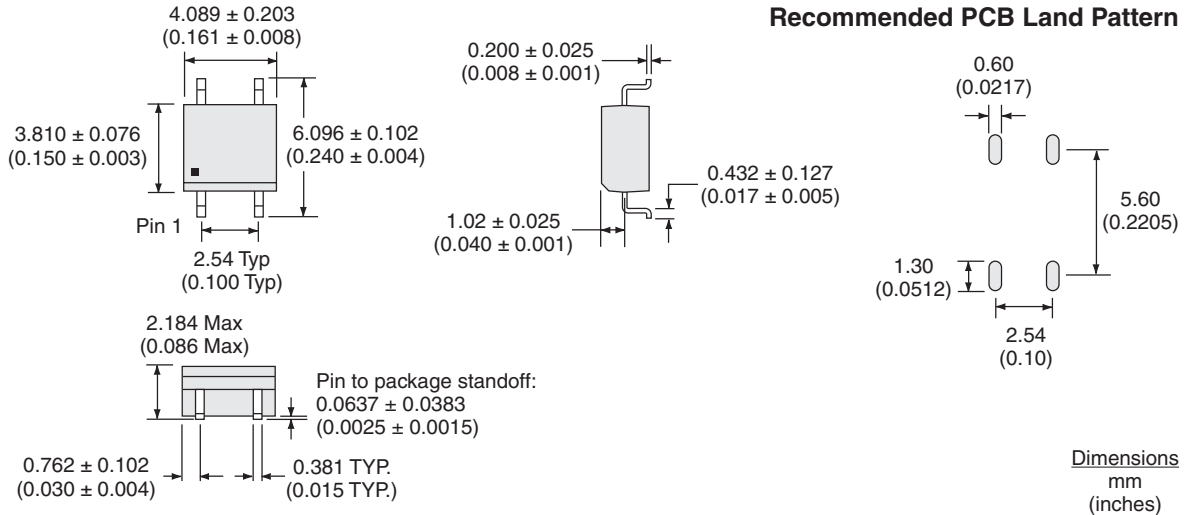 Recommended PCB Land Pattern
4.089 ± 0.203
(0.161 ± 0.008)
3.810 ± 0.076
(0.150 ± 0.003)
6.096 ± 0.102
(0.240 ± 0.004)
Pin 1
2.54 Typ
(0.100 Typ)
0.200 ± 0.025
(0.008 ± 0.001)
0.432 ± 0.127
(0.017 ± 0.005)
1.02 ± 0.025
(0.040 ± 0.001)
0.60
(0.0217)
5.60
(0.2205)
1.30
(0.0512)
2.54
(0.10)
2.184 Max
(0.086 Max)
Pin to package standoff:
0.0637 ± 0.0383
(0.0025 ± 0.0015)
0.762 ± 0.102
(0.030 ± 0.004)
0.381 TYP.
(0.015 TYP.)
Dimensions
mm
(inches)